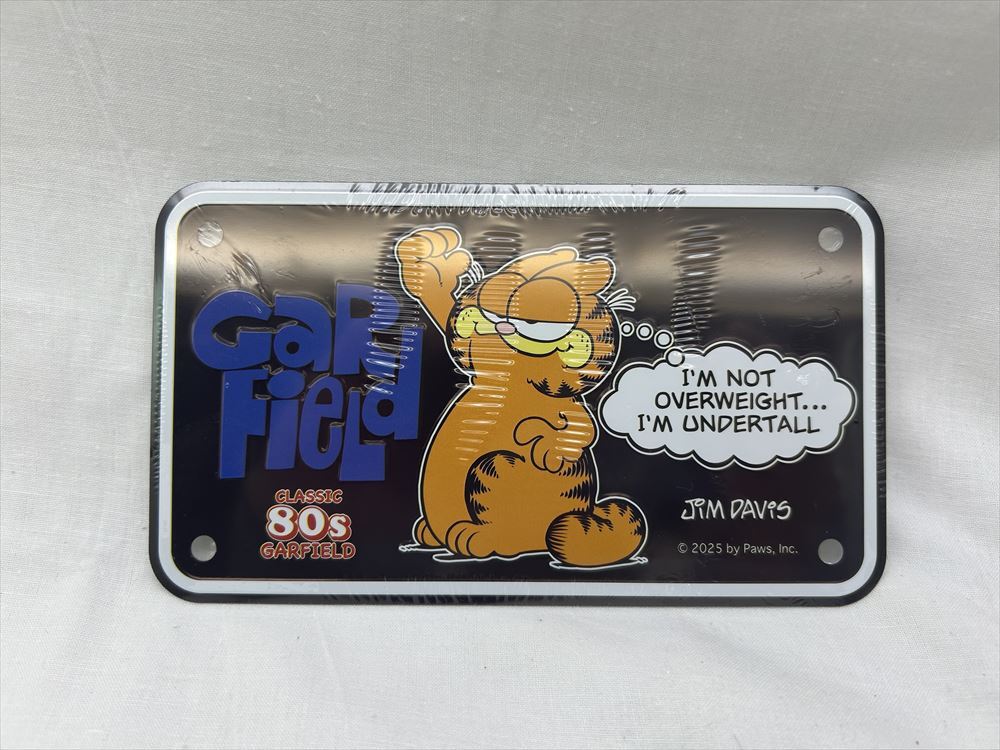 GaR
FieLd
CLASSIC
80s
GARFIELD
I'M NOT
OVERWEIGHT...
I'M UNDERTALL
JIM DAVIS
© 2025 by Paws, Inc.